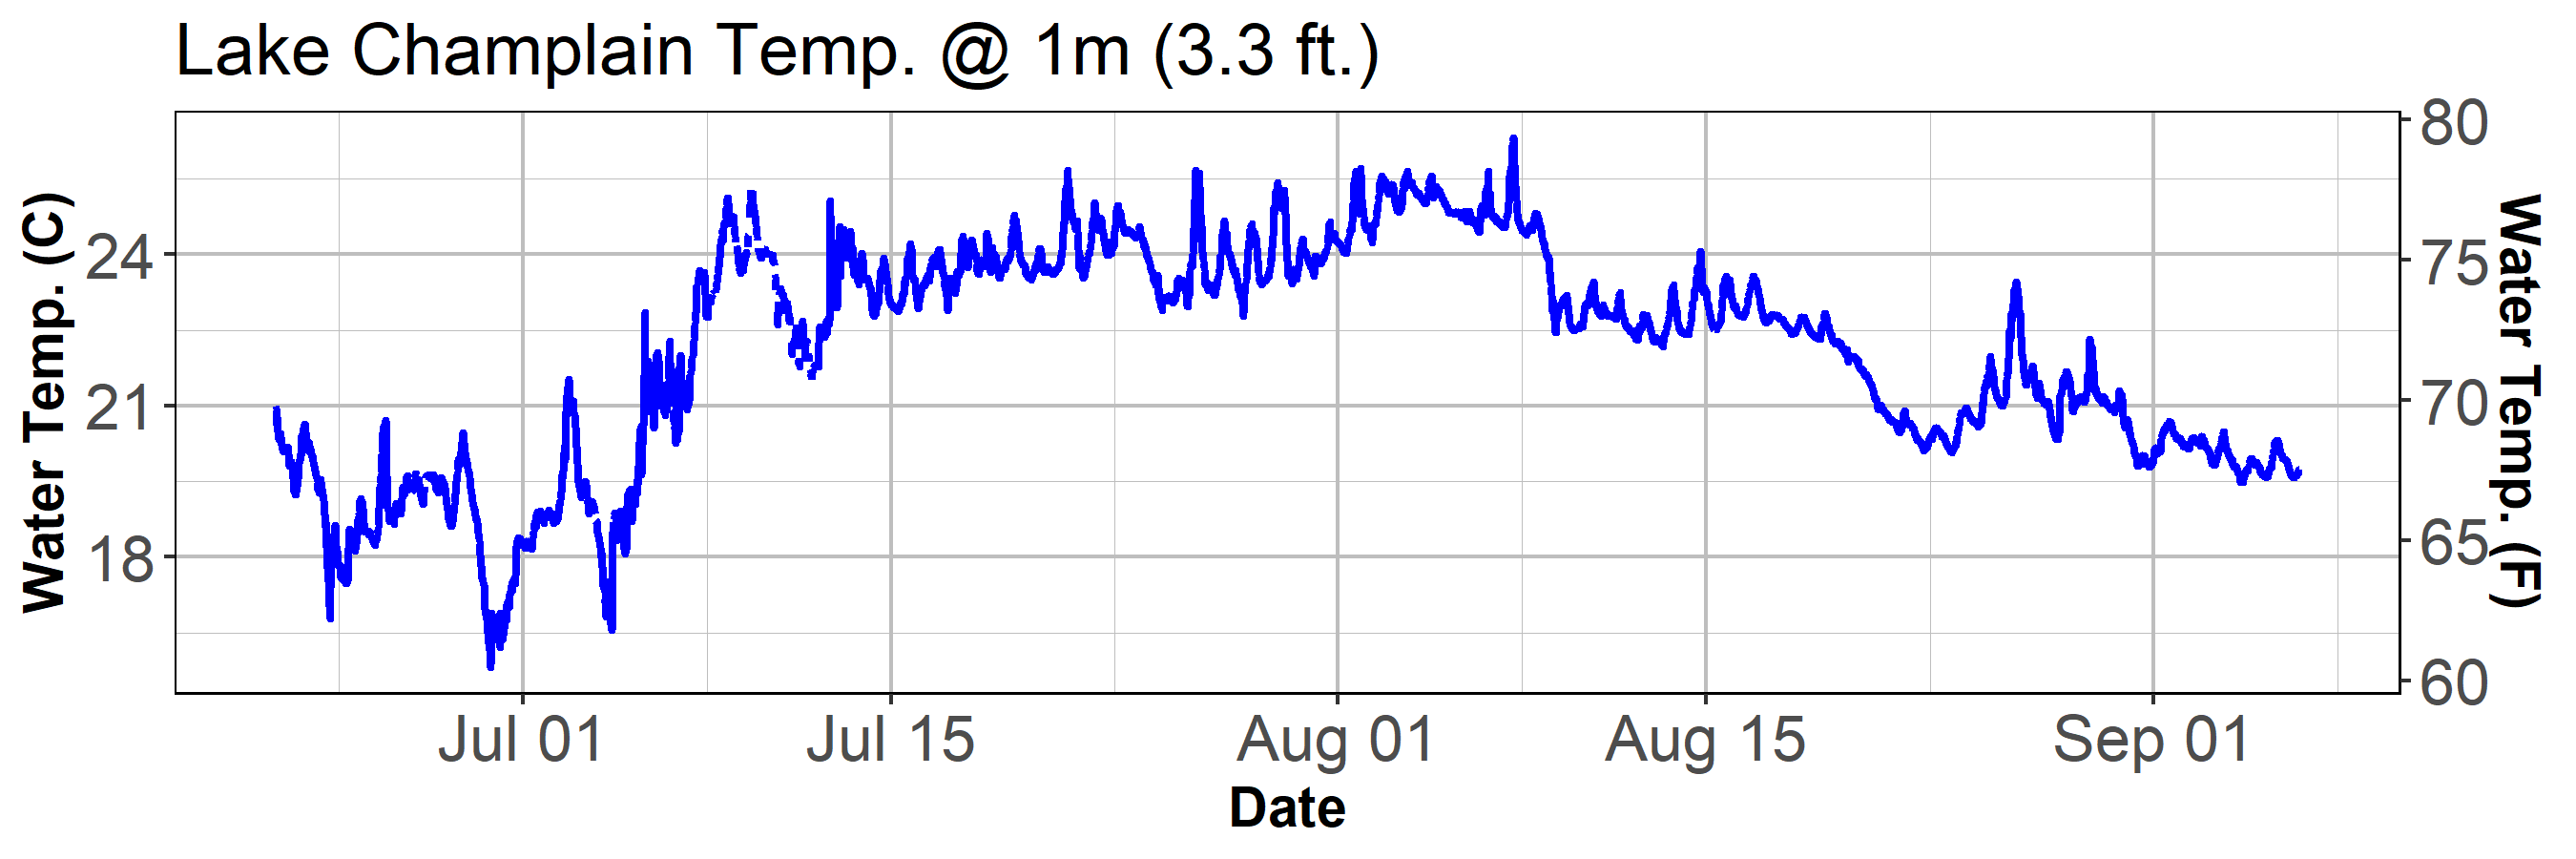 Lake Champlain Temp. @ 1m (3.3 ft.)
Water Temp. (C)
24
21
18
80
75
70
65
60
Water Temp. (F)
Jul 01
Jul 15
Aug 01
Aug 15
Sep 01
Date